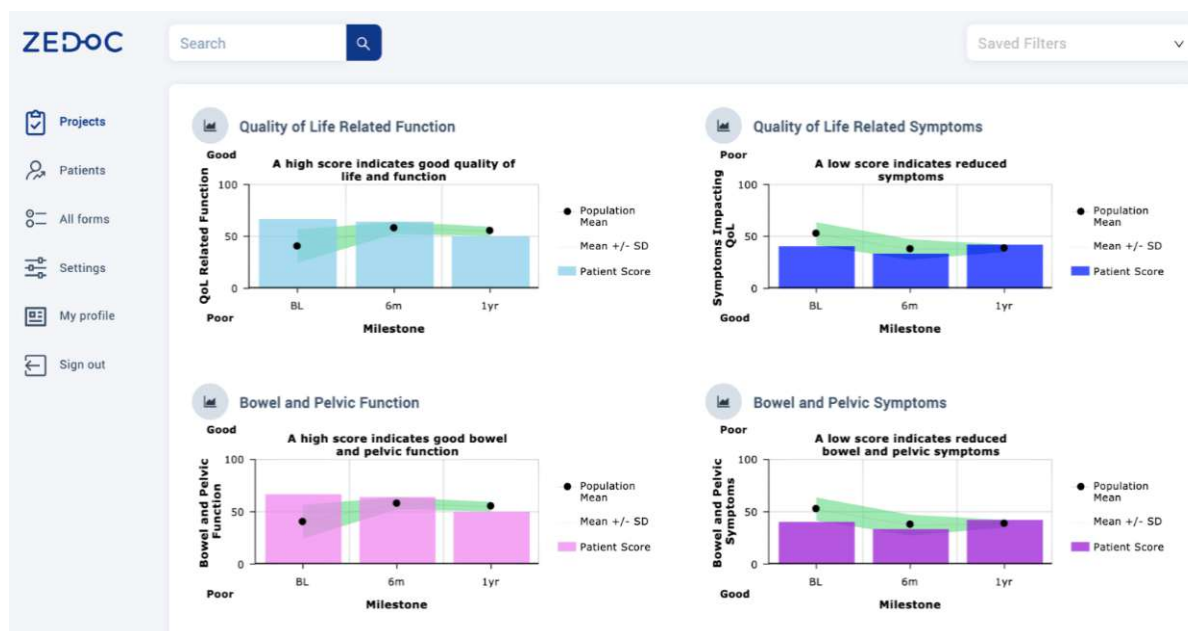 ZEDOC
Search
Saved Filters
Projects
Patients
All forms
Settings
My profile
Sign out
Quality of Life Related Function
Good
A high score indicates good quality of
life and function
QoL Related Function
100
50
0
BL
6m
1yr
Poor
Milestone
Population
Mean
Mean +/- SD
Patient Score
Quality of Life Related Symptoms
Poor
A low score indicates reduced
symptoms
Symptoms Impacting
QoL
100
50
0
BL
6m
1yr
Good
Milestone
Population
Mean
Mean +/- SD
Patient Score
Bowel and Pelvic Function
Good
A high score indicates good bowel
and pelvic function
Bowel and Pelvic
Function
100
50
0
BL
6m
1yr
Poor
Milestone
Population
Mean
Mean +/- SD
Patient Score
Bowel and Pelvic Symptoms
Poor
A low score indicates reduced
bowel and pelvic symptoms
Bowel and Pelvic
Symptoms
100
50
0
BL
6m
1yr
Good
Milestone
Population
Mean
Mean +/- SD
Patient Score